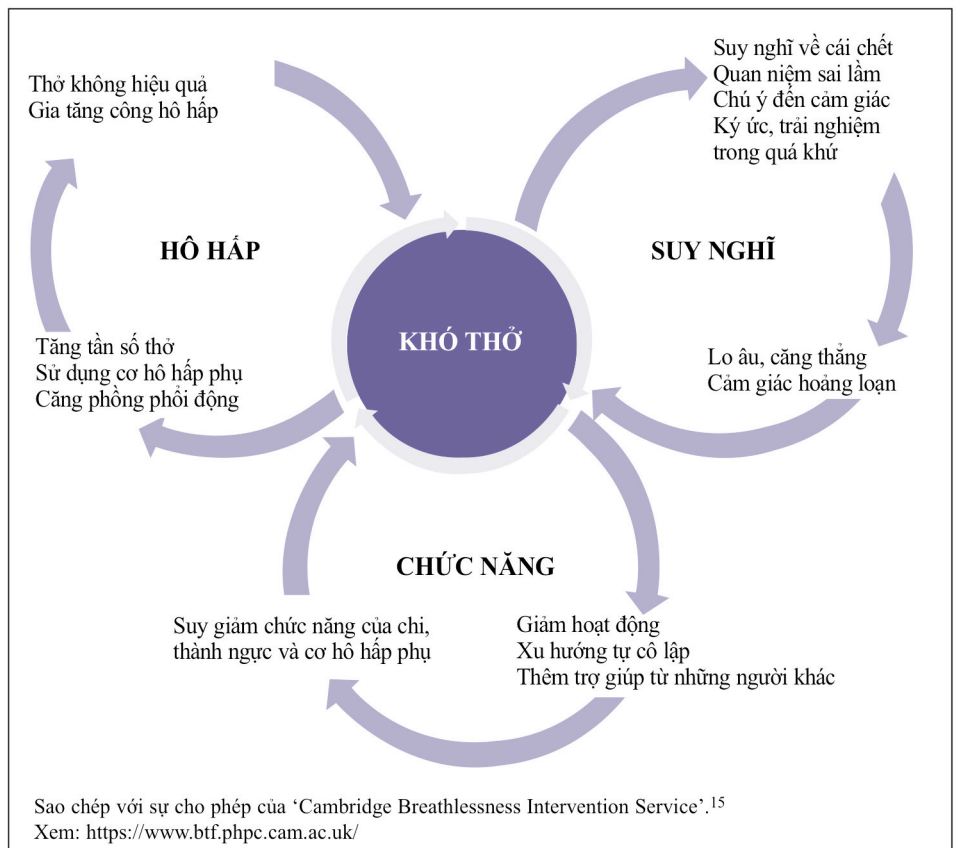 Thở không hiệu quả
Gia tăng công hô hấp
HÔ HẤP
Tăng tần số thở
Sử dụng cơ hô hấp phụ
Căng phồng phổi động
KHÓ THỞ
Suy nghĩ về cái chết
Quan niệm sai lầm
Chú ý đến cảm giác
Ký ức, trải nghiệm
trong quá khứ
SUY NGHĨ
Lo âu, căng thẳng
Cảm giác hoảng loạn
CHỨC NĂNG
Giảm hoạt động
Xu hướng tự cô lập
Thêm trợ giúp từ những người khác
Suy giảm chức năng của chi,
thành ngực và cơ hô hấp phụ
Sao chép với sự cho phép của ‘Cambridge Breathlessness Intervention Service’.15
Xem: https://www.btf.phpc.cam.ac.uk/